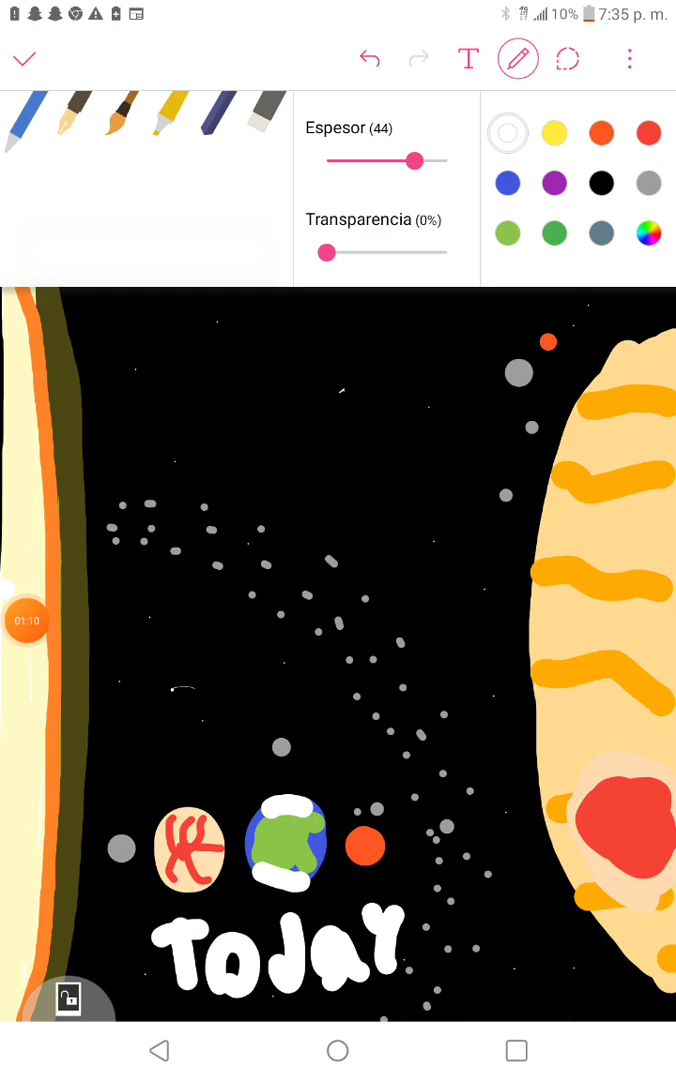 10% 7:35 p. m.
T
Espesor (44)
Transparencia (0%)
01:10
TODAY